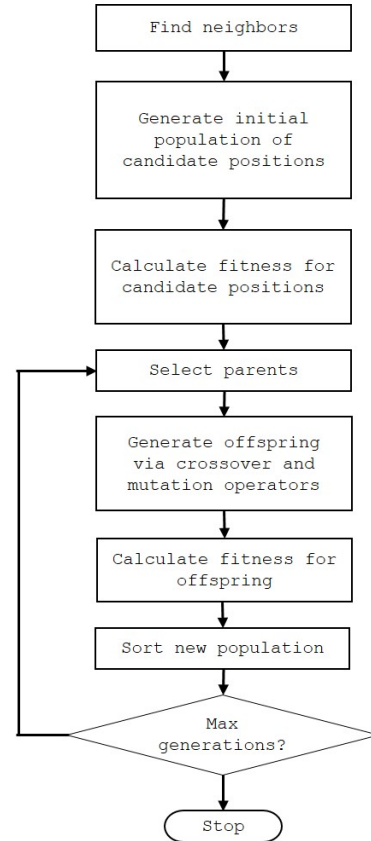 Find neighbors
Generate initial
population of
candidate positions
Calculate fitness for
candidate positions
Select parents
Generate offspring
via crossover and
mutation operators
Calculate fitness for
offspring
Sort new population
Max
generations?
Stop